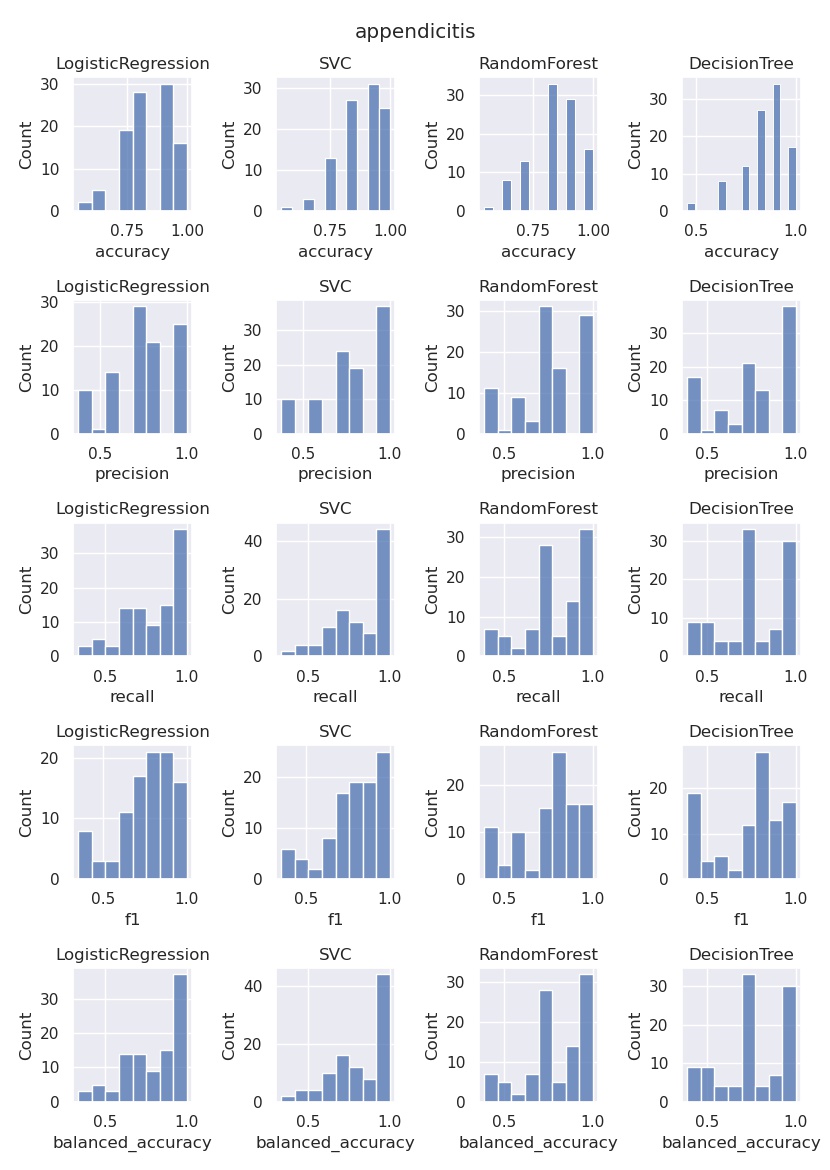 appendicitis
LogisticRegression SVC RandomForest DecisionTree
30 20 10 0 Count 0.75 1.00 accuracy
30 20 10 0 Count 0.75 1.00 accuracy
30 20 10 0 Count 0.75 1.00 accuracy
30 20 10 0 Count 0.5 1.0 accuracy
LogisticRegression SVC RandomForest DecisionTree
30 20 10 0 Count 0.5 1.0 precision
30 20 10 0 Count 0.5 1.0 precision
30 20 10 0 Count 0.5 1.0 precision
30 20 10 0 Count 0.5 1.0 precision
LogisticRegression SVC RandomForest DecisionTree
30 20 10 0 Count 0.5 1.0 recall
40 20 0 Count 0.5 1.0 recall
30 20 10 0 Count 0.5 1.0 recall
30 20 10 0 Count 0.5 1.0 recall
LogisticRegression SVC RandomForest DecisionTree
20 10 0 Count 0.5 1.0 f1
20 10 0 Count 0.5 1.0 f1
20 10 0 Count 0.5 1.0 f1
20 10 0 Count 0.5 1.0 f1
LogisticRegression SVC RandomForest DecisionTree
30 20 10 0 Count 0.5 1.0 balanced_accuracy
40 20 0 Count 0.5 1.0 balanced_accuracy
30 20 10 0 Count 0.5 1.0 balanced_accuracy
30 20 10 0 Count 0.5 1.0 balanced_accuracy